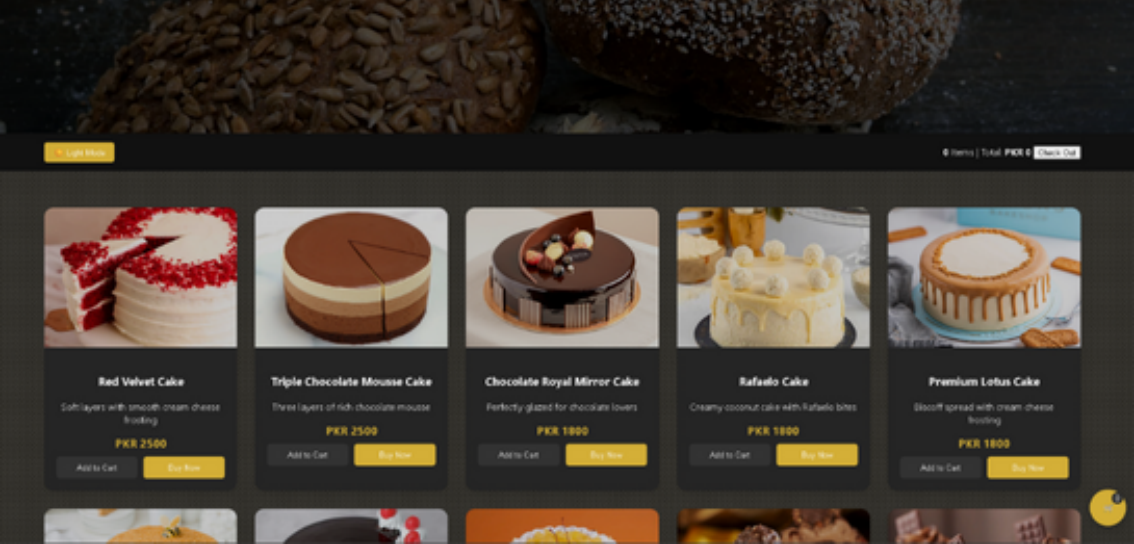 Light Mode
0 items | Total: PKR 0 Check Out
Red Velvet Cake
Soft layers with smooth cream cheese
frosting
PKR 2500
Add to Cart Buy Now
Triple Chocolate Mousse Cake
Three layers of rich chocolate mousse
PKR 2500
Add to Cart Buy Now
Chocolate Royal Mirror Cake
Perfectly glazed for chocolate lovers
PKR 1800
Add to Cart Buy Now
Rafaelo Cake
Creamy coconut cake with Rafaelo bites
PKR 1800
Add to Cart Buy Now
Premium Lotus Cake
Biscoff spread with cream cheese
frosting
PKR 1800
Add to Cart Buy Now